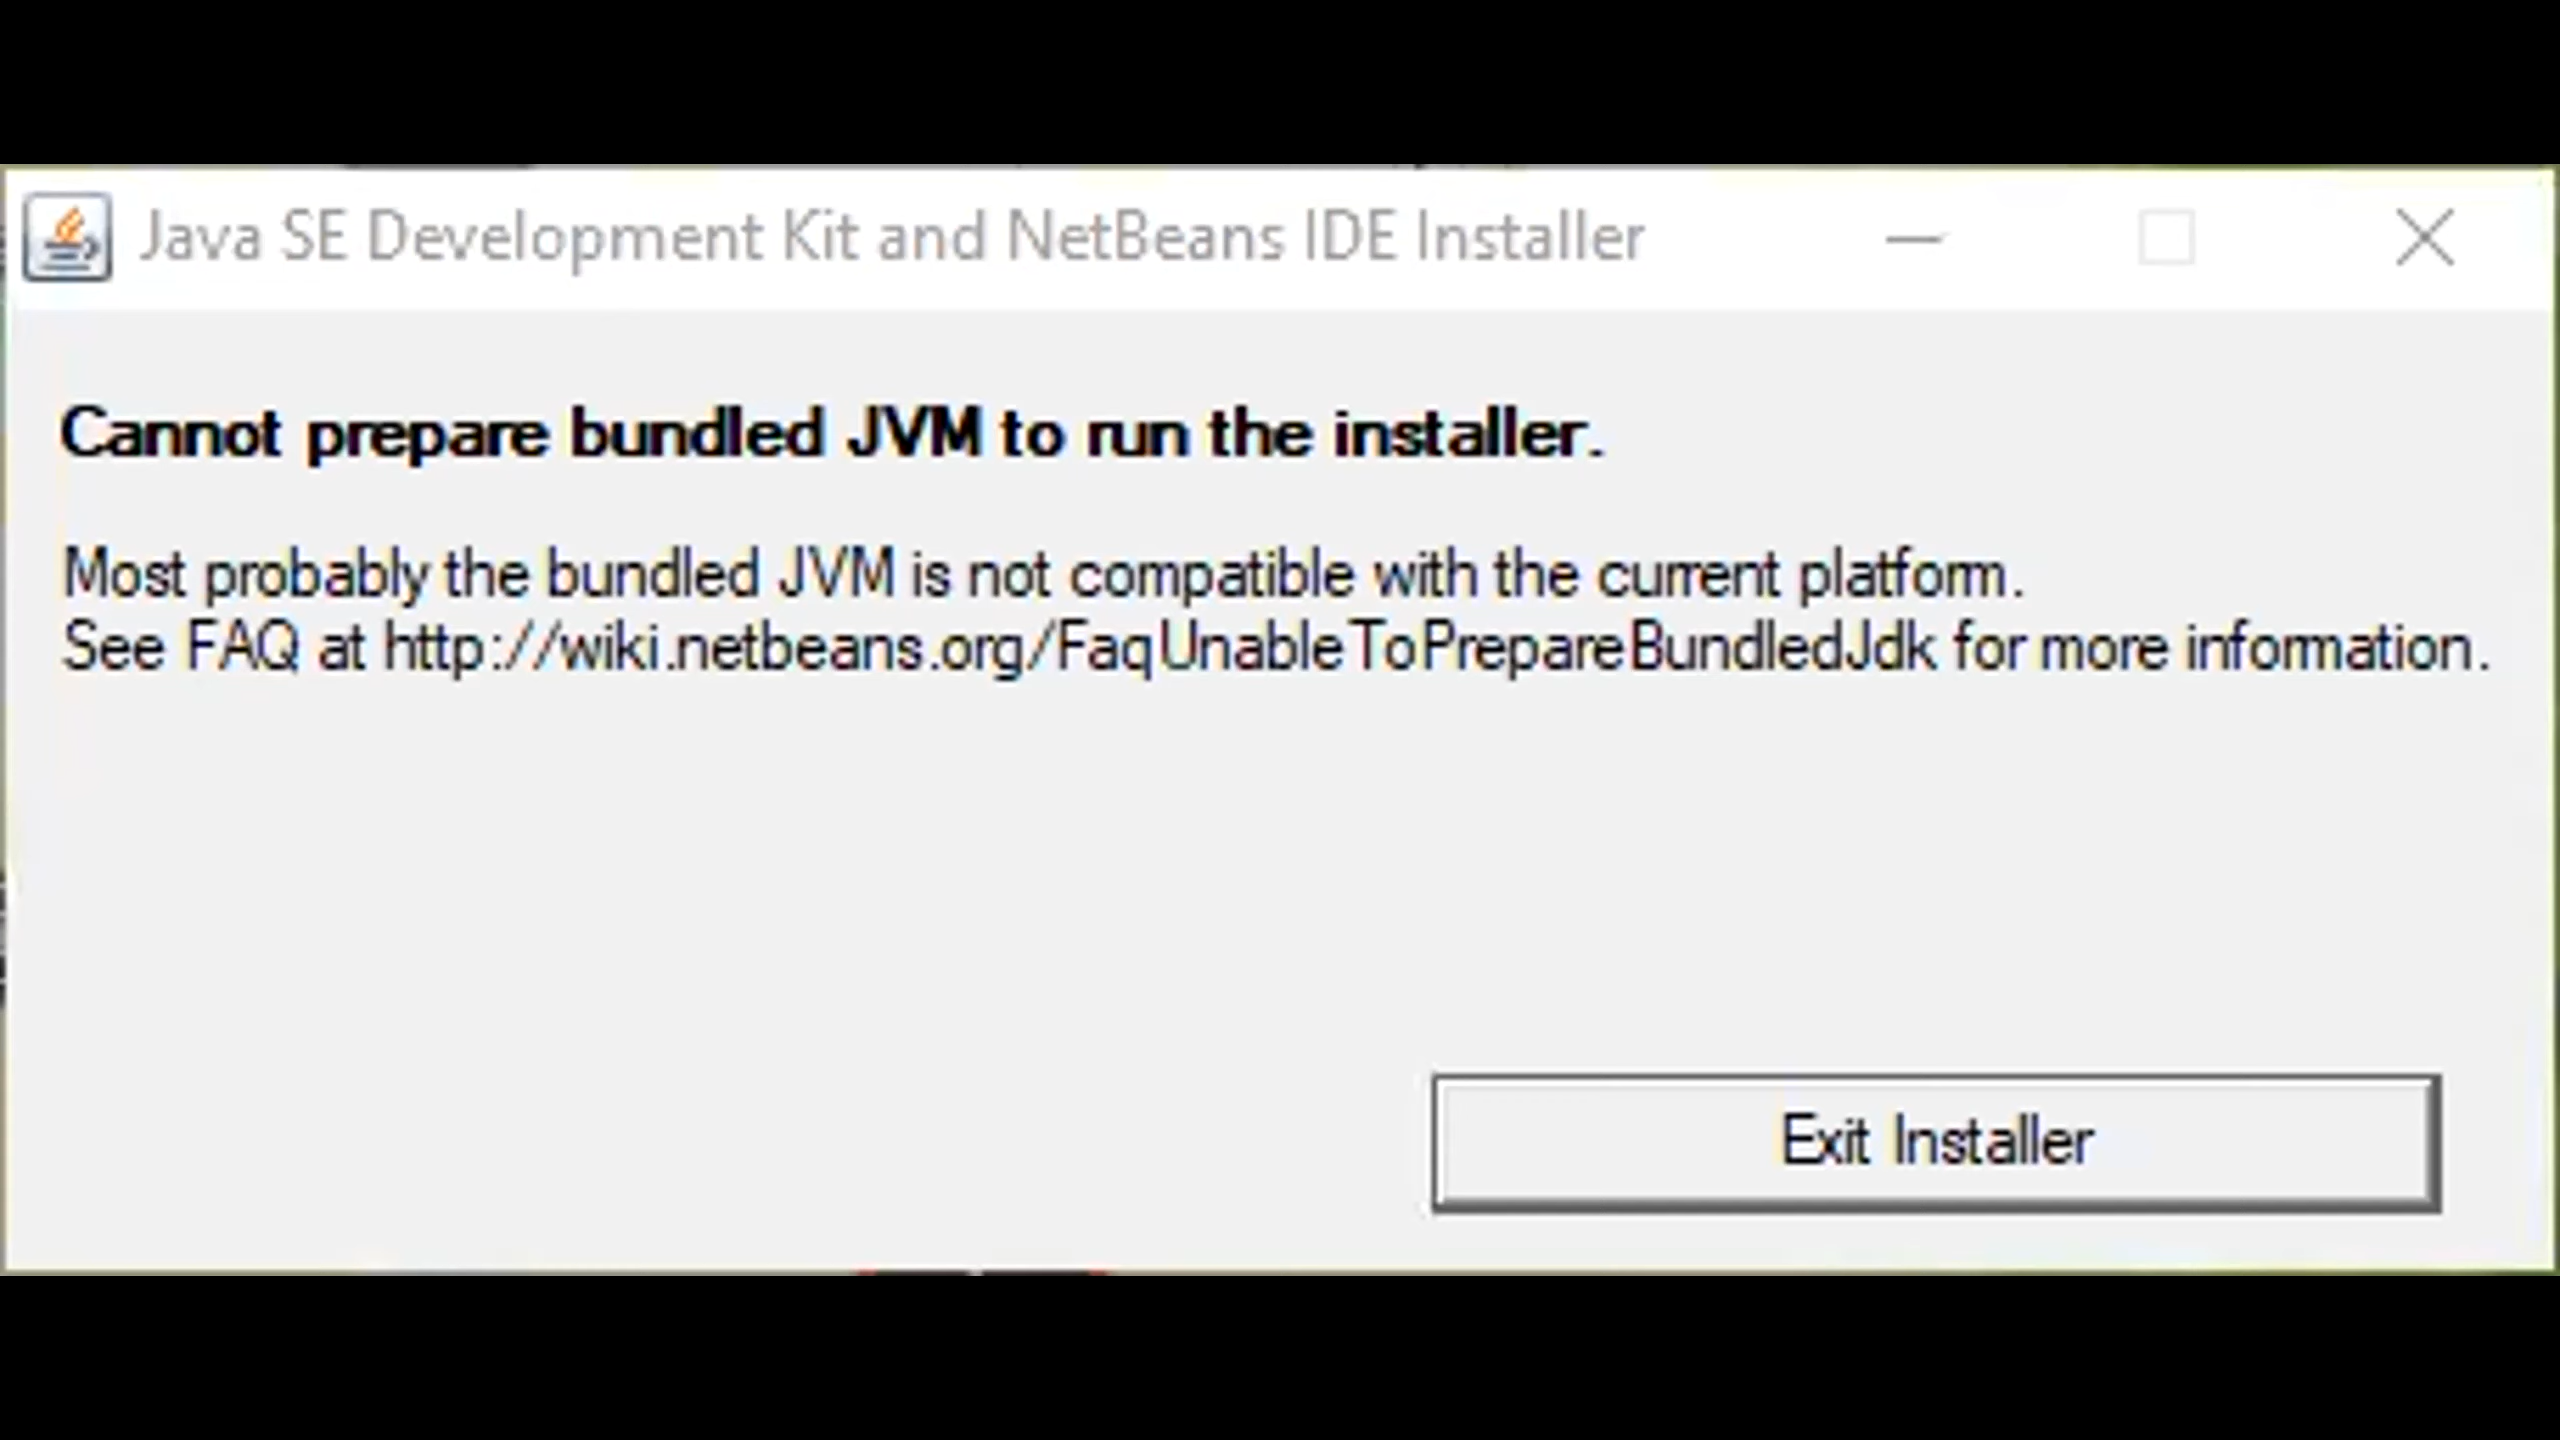 Java SE Development Kit and NetBeans IDE Installer
Cannot prepare bundled JVM to run the installer.
Most probably the bundled JVM is not compatible with the current platform.
See FAQ at http://wiki.netbeans.org/FaqUnableToPrepareBundledJdk for more information.
Exit Installer